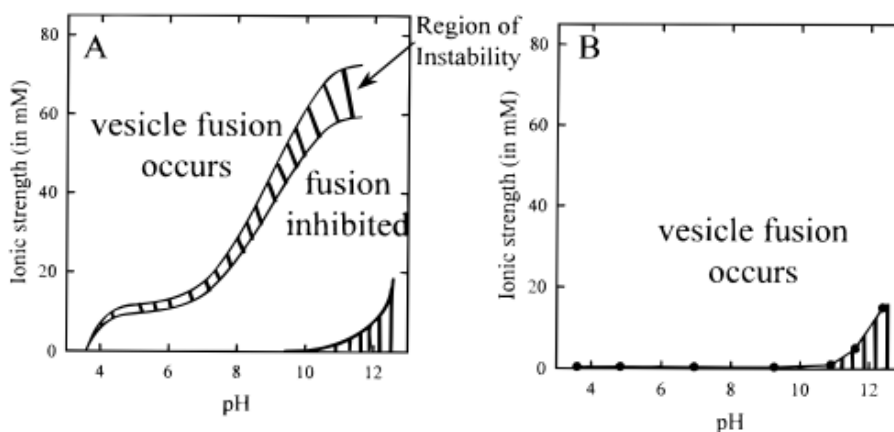 A
Region of
Instability
vesicle fusion
occurs
fusion
inhibited
Ionic strength (in mM)
80
60
40
20
0
4
6
8
10
12
pH
B
vesicle fusion
occurs
Ionic strength (in mM)
80
60
40
20
0
4
6
8
10
12
pH